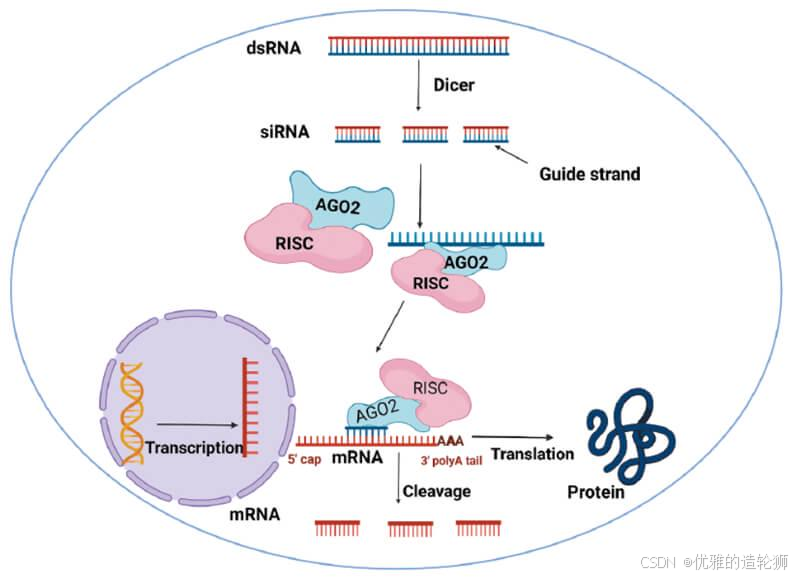 dsRNA
Dicer
siRNA
Guide strand
AGO2
RISC
AGO2
RISC
RISC
AGO2
Transcription
AAA
5' cap
mRNA
3' polyA tail
Translation
Cleavage
Protein
mRNA
CSDN @优雅的造轮狮